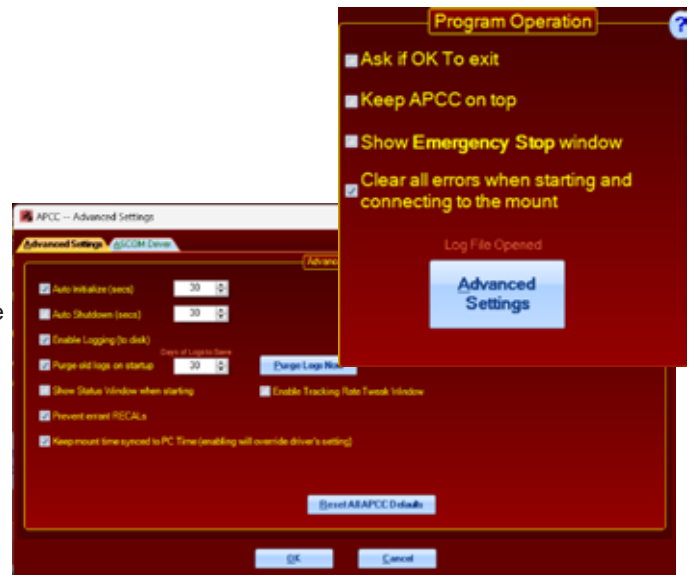 Program Operation
?
Ask if OK To exit
Keep APCC on top
Show Emergency Stop window
Clear all errors when starting and
connecting to the mount
Log File Opened
Advanced
Settings
APCC -- Advanced Settings
Advanced Settings
ASCOM Driver
Advanc
Auto Initialize (secs)
30
Auto Shutdown (secs)
30
Enable Logging (to disk)
Days of Logs to Save
Purge old logs on startup
30
Purge Logs Now
Show Status Window when starting
Enable Tracking Rate Tweak Window
Prevent errant RECALs
Keep mount time synced to PC Time (enabling will override driver's setting)
Reset All APCC Defaults
OK
Cancel
e